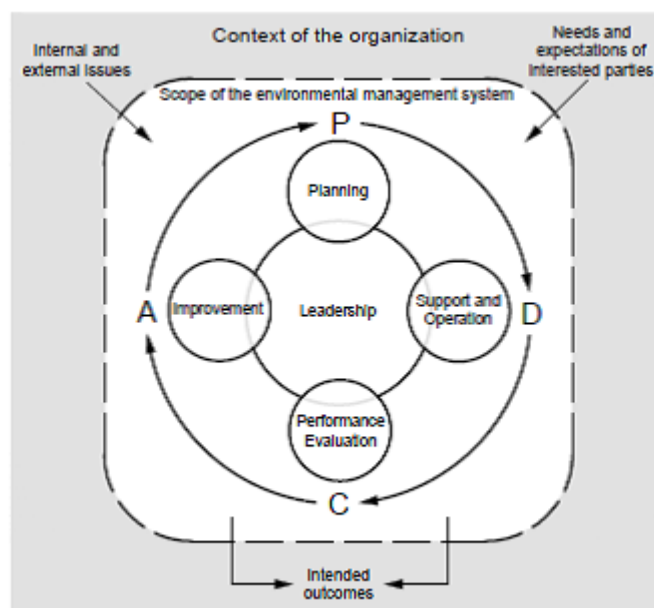 Context of the organization
Internal and
external issues
Needs and
expectations of
interested parties
Scope of the environmental management system
P
Planning
A
Improvement
Leadership
Support and
Operation
D
Performance
Evaluation
C
Intended
outcomes